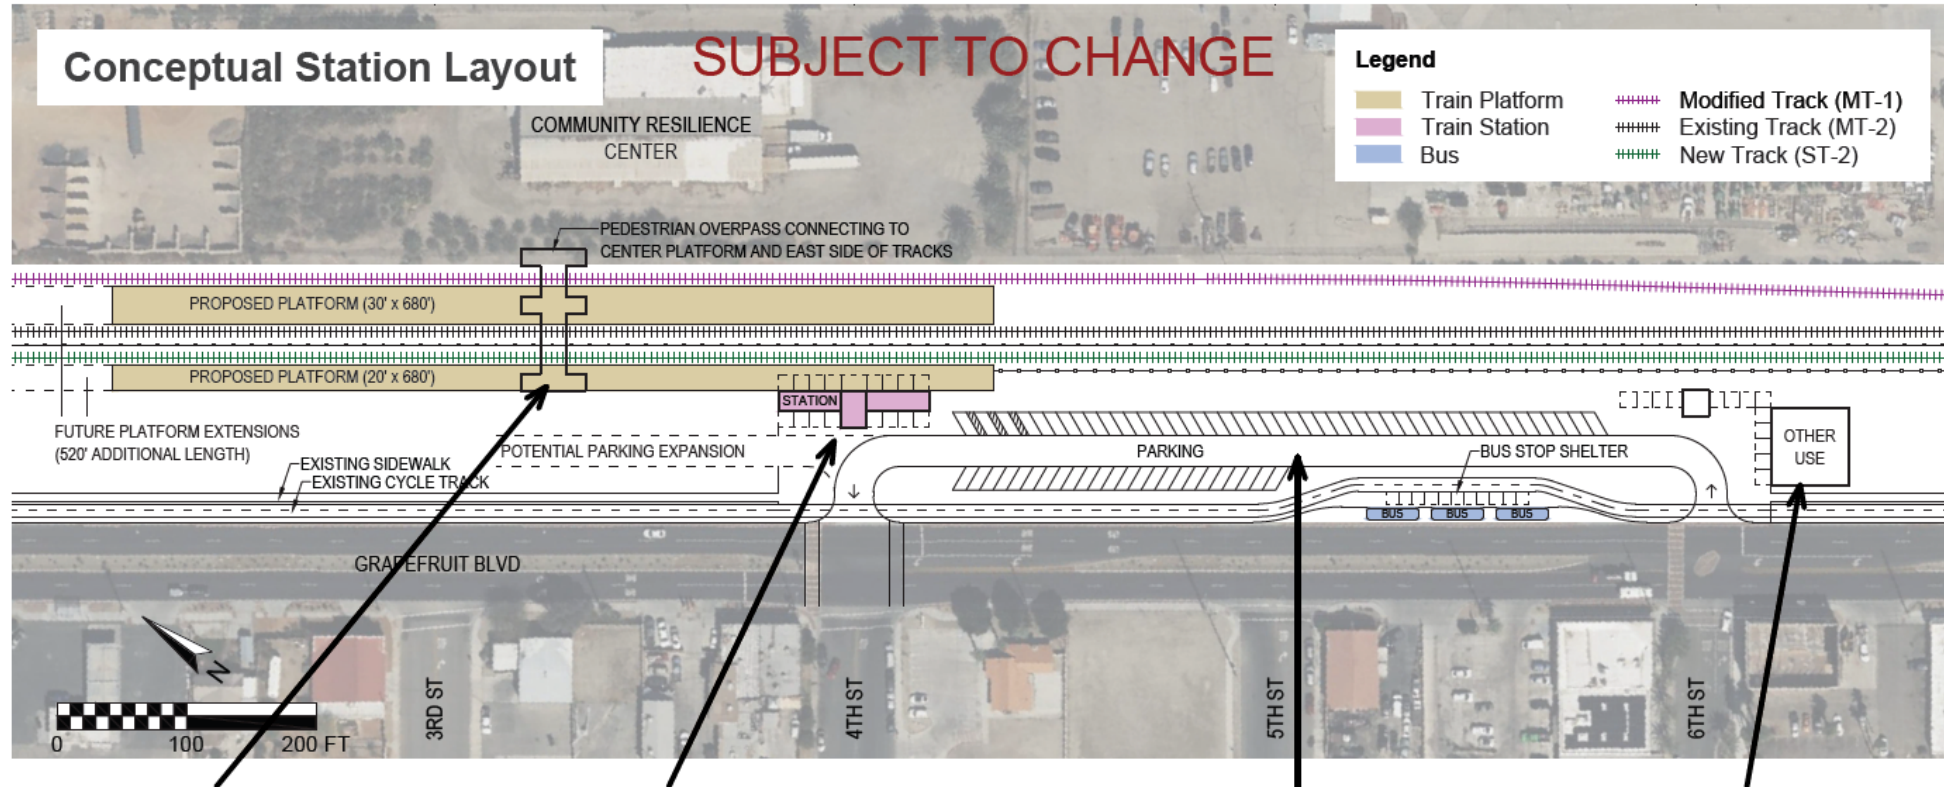 Conceptual Station Layout
SUBJECT TO CHANGE
Legend
Train Platform
Train Station
Bus
Modified Track (MT-1)
Existing Track (MT-2)
New Track (ST-2)
COMMUNITY RESILIENCE
CENTER
PEDESTRIAN OVERPASS CONNECTING TO
CENTER PLATFORM AND EAST SIDE OF TRACKS
PROPOSED PLATFORM (30' x 680')
PROPOSED PLATFORM (20' x 680')
STATION
FUTURE PLATFORM EXTENSIONS
(520' ADDITIONAL LENGTH)
POTENTIAL PARKING EXPANSION
PARKING
BUS STOP SHELTER
OTHER
USE
EXISTING SIDEWALK
EXISTING CYCLE TRACK
BUS
BUS
BUS
GRAPEFRUIT BLVD
N
0 100 200 FT
3RD ST
4TH ST
5TH ST
6TH ST